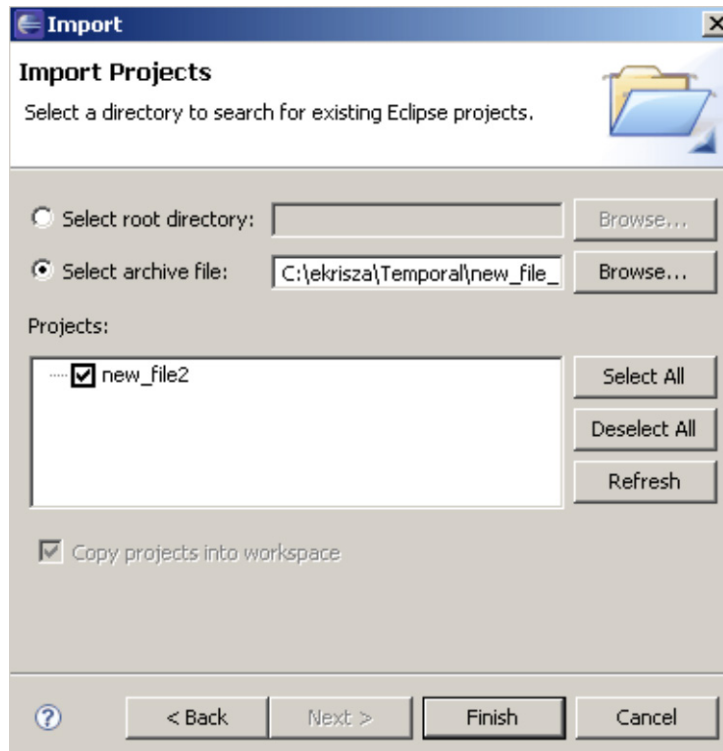 Import
Import Projects
Select a directory to search for existing Eclipse projects.
Select root directory: Browse...
Select archive file: C:\ekrisza\Temporal\new_file_ Browse...
Projects:
new_file2
Select All
Deselect All
Refresh
Copy projects into workspace
? < Back Next > Finish Cancel